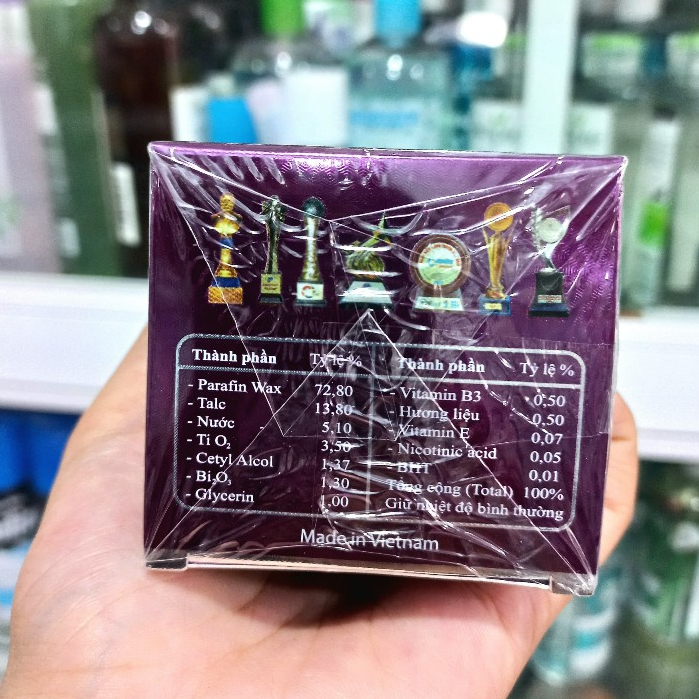 Thành phần Tỷ lệ %
- Parafin Wax 72,80
- Talc 13,80
- Nước 5,10
- Ti O₂ 3,50
- Cetyl Alcol 1,37
- Bi₂O₃ 1,30
- Glycerin 1,00
Thành phần Tỷ lệ %
- Vitamin B3 0,50
- Hương liệu 0,50
- Vitamin E 0,07
- Nicotinic acid 0,05
- BHT 0,01
Tổng cộng (Total) 100%
Giữ nhiệt độ bình thường
Made in Vietnam